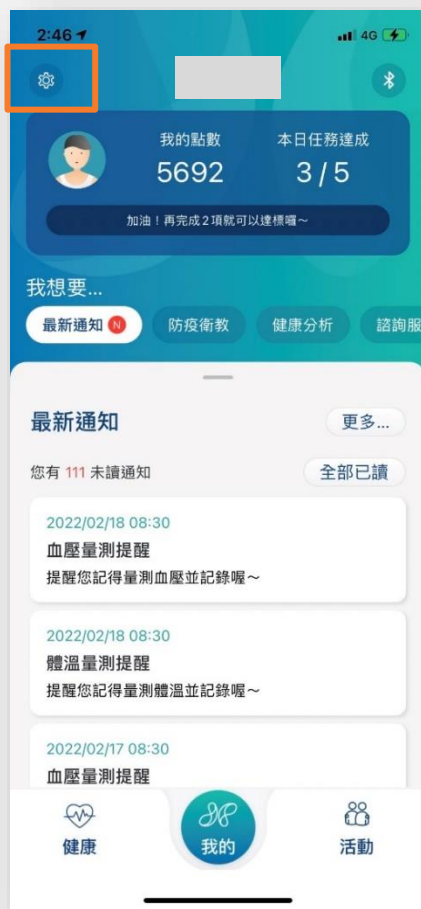 2:46
4G
我的點數
本日任務達成
5692
3 / 5
加油！再完成2項就可以達標囉～
我想要...
最新通知 N
防疫衛教
健康分析
諮詢服
最新通知
更多...
您有 111 未讀通知
全部已讀
2022/02/18 08:30
血壓量測提醒
提醒您記得量測血壓並記錄喔～
2022/02/18 08:30
體溫量測提醒
提醒您記得量測體溫並記錄喔～
2022/02/17 08:30
血壓量測提醒
健康
我的
活動